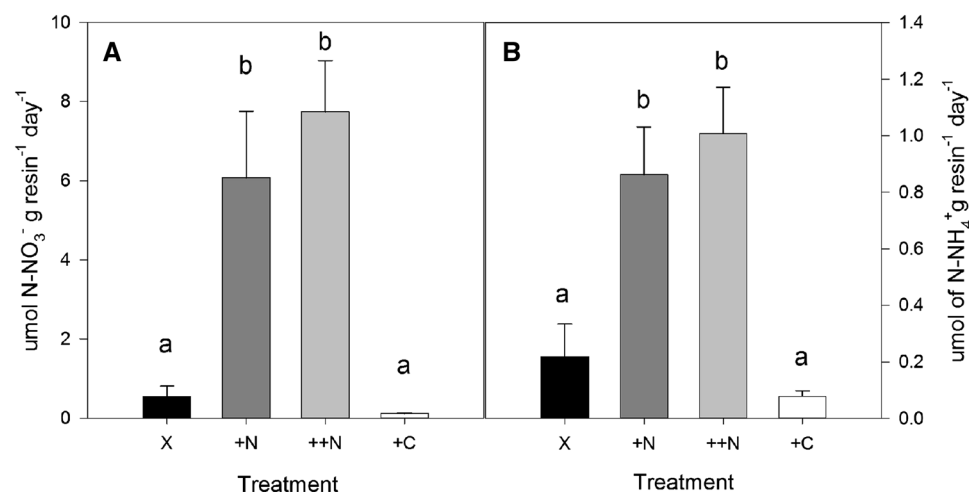 A
umol N-NO₃⁻ g resin⁻¹ day⁻¹
10
8
6
4
2
0
a
b
b
a
X
+N
++N
+C
Treatment
B
a
b
b
a
X
+N
++N
+C
Treatment
1.4
1.2
1.0
0.8
0.6
0.4
0.2
0.0
umol of N-NH₄⁺g resin⁻¹ day⁻¹